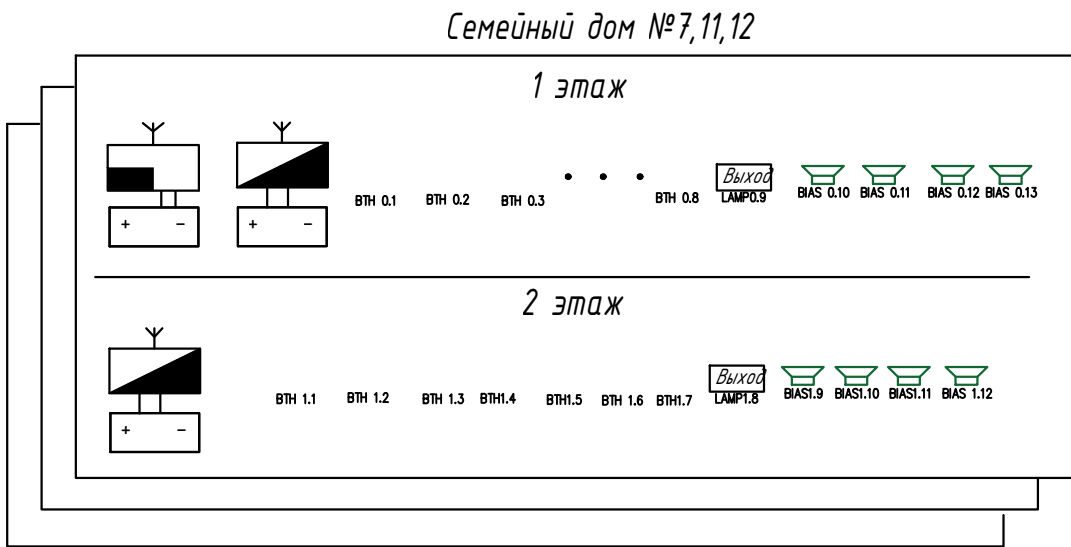 Семейный дом №7,11,12
1 этаж
Выход
BTH 0.1 BTH 0.2 BTH 0.3 BTH 0.8 LAMP0.9 BIAS 0.10 BIAS 0.11 BIAS 0.12 BIAS 0.13
+ - + -
2 этаж
Выход
BTH 1.1 BTH 1.2 BTH 1.3 BTH1.4 BTH1.5 BTH 1.6 BTH1.7 LAMP1.8 BIAS1.9 BIAS1.10 BIAS1.11 BIAS 1.12
+ -